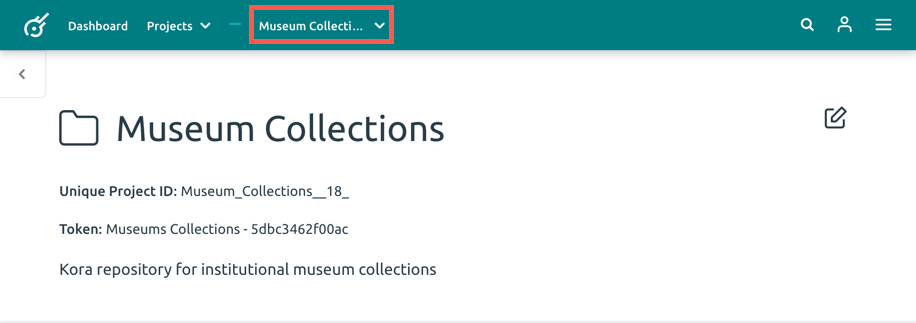 Dashboard Projects Museum Collecti...
Museum Collections
Unique Project ID: Museum_Collections__18_
Token: Museums Collections - 5dbc3462f00ac
Kora repository for institutional museum collections